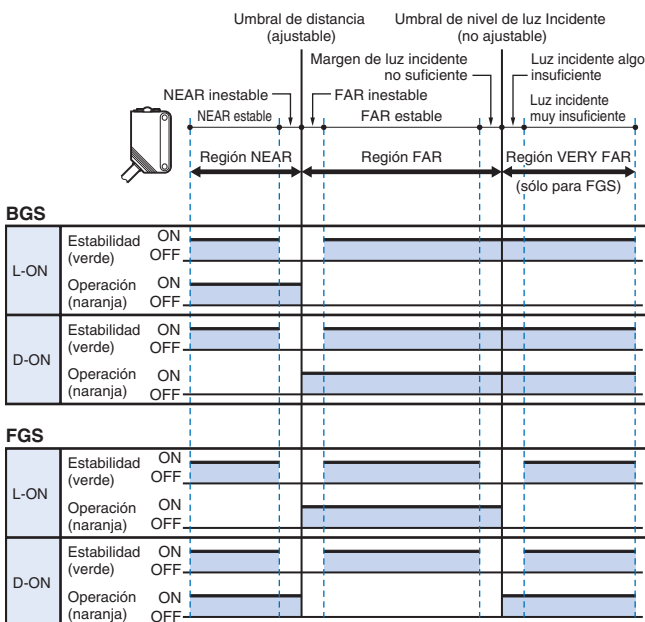 Umbral de distancia
(ajustable)
Umbral de nivel de luz Incidente
(no ajustable)
Margen de luz incidente
no suficiente
Luz incidente algo
insuficiente
NEAR inestable
FAR inestable
Luz incidente
muy insuficiente
NEAR estable
FAR estable
Región NEAR
Región FAR
Región VERY FAR
(sólo para FGS)
BGS
L-ON
Estabilidad
(verde)
ON
OFF
Operación
(naranja)
ON
OFF
D-ON
Estabilidad
(verde)
ON
OFF
Operación
(naranja)
ON
OFF
FGS
L-ON
Estabilidad
(verde)
ON
OFF
Operación
(naranja)
ON
OFF
D-ON
Estabilidad
(verde)
ON
OFF
Operación
(naranja)
ON
OFF